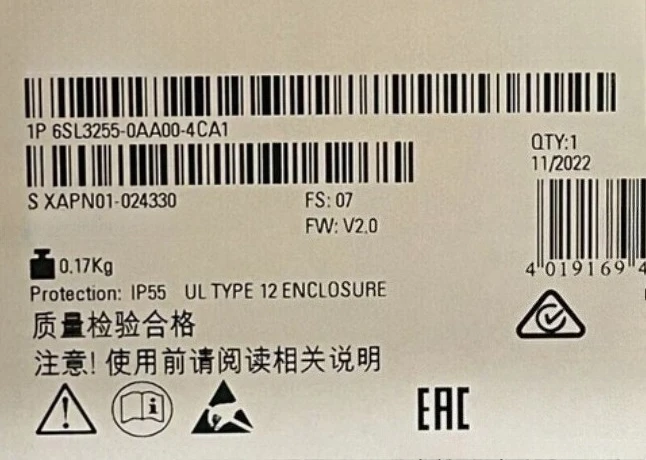 1P 6SL3255-0AA00-4CA1
QTY:1
11/2022
S XAPN01-024330
FS: 07
FW: V2.0
4 019169 4
0.17Kg
Protection: IP55 UL TYPE 12 ENCLOSURE
质量检验合格
注意! 使用前请阅读相关说明
EAC